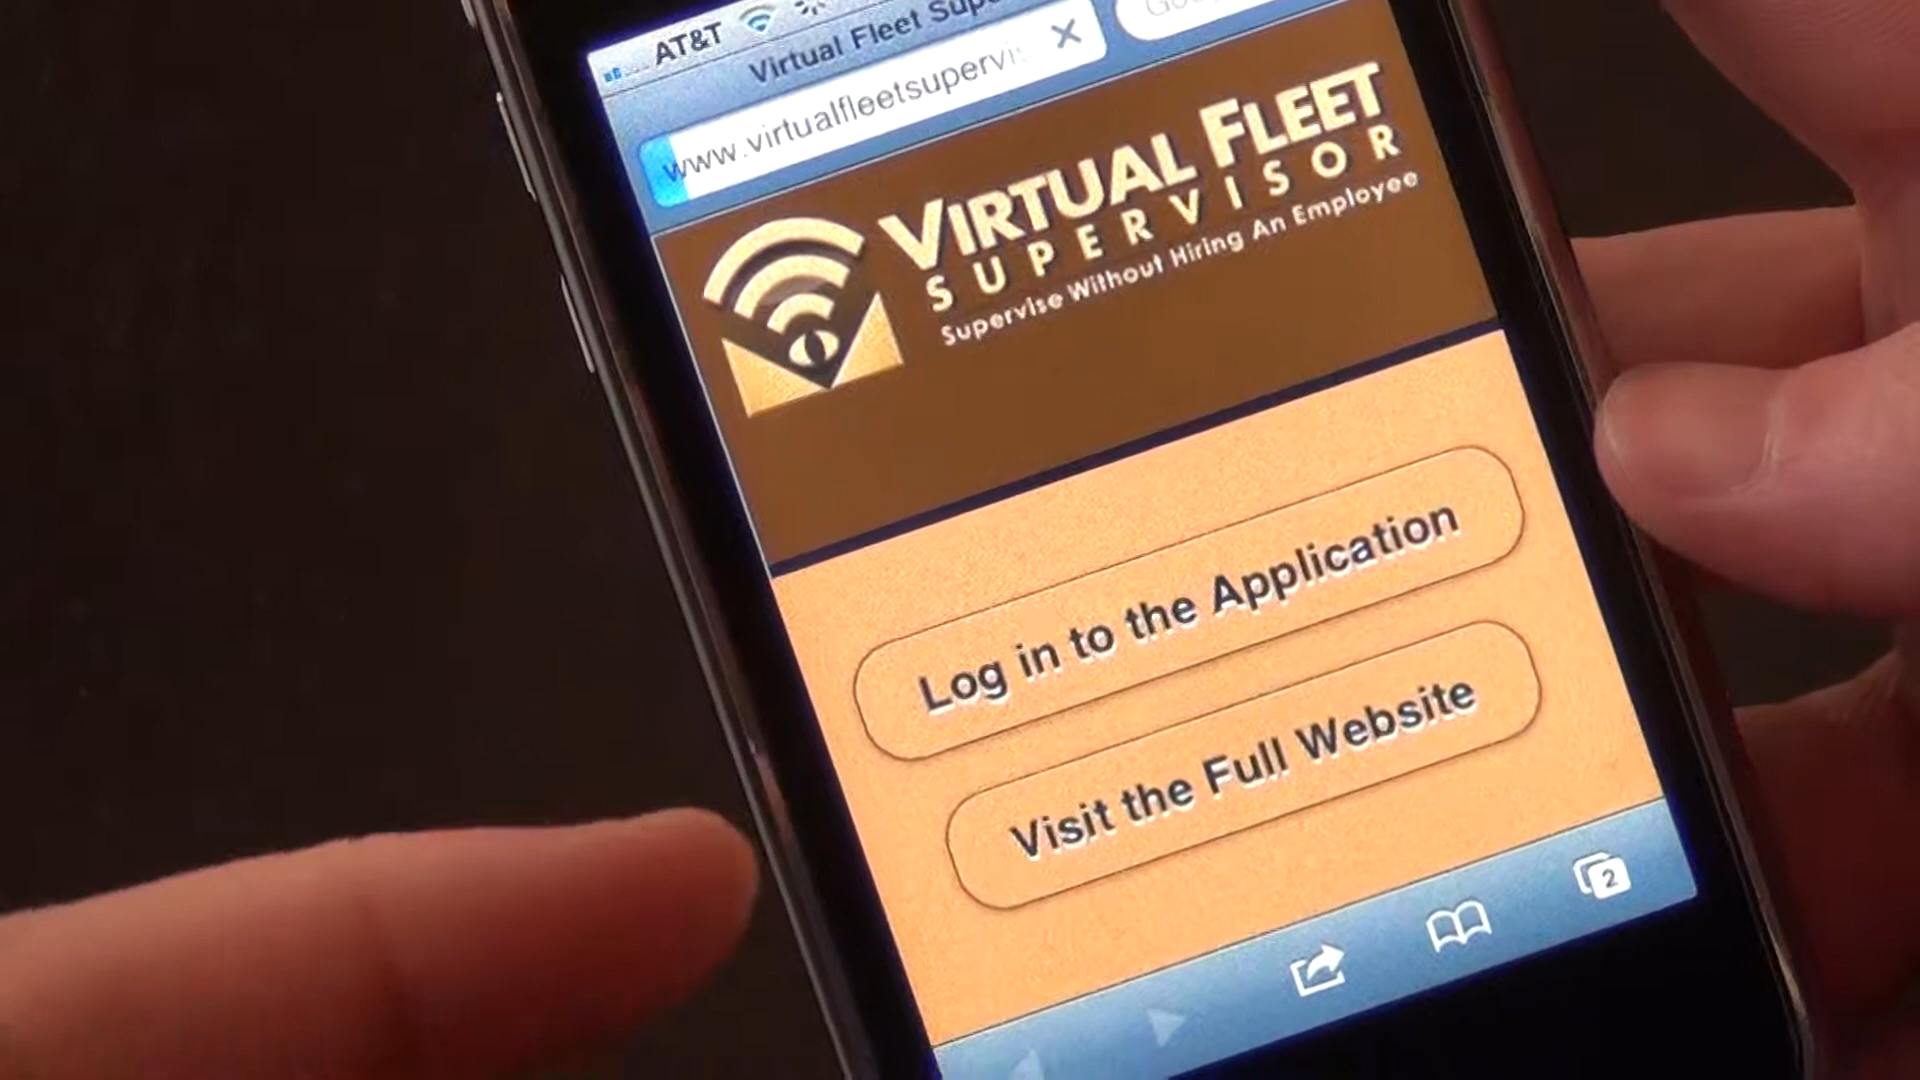 AT&T
Virtual Fleet
www.virtualfleetsupervis
VIRTUAL FLEET
SUPERVISOR
Supervise Without Hiring An Employee
Log in to the Application
Visit the Full Website
2